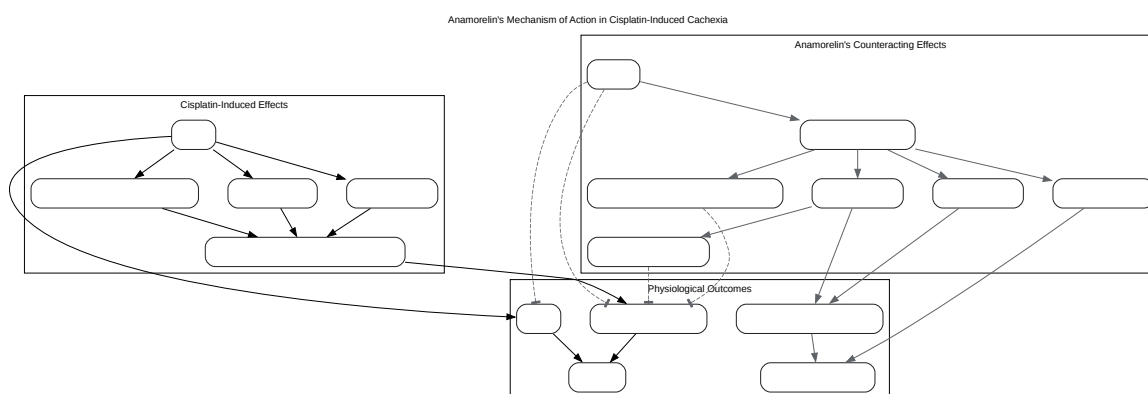 Anamorelin's Mechanism of Action in Cisplatin-Induced Cachexia
Anamorelin's Counteracting Effects
Cisplatin-Induced Effects
Physiological Outcomes